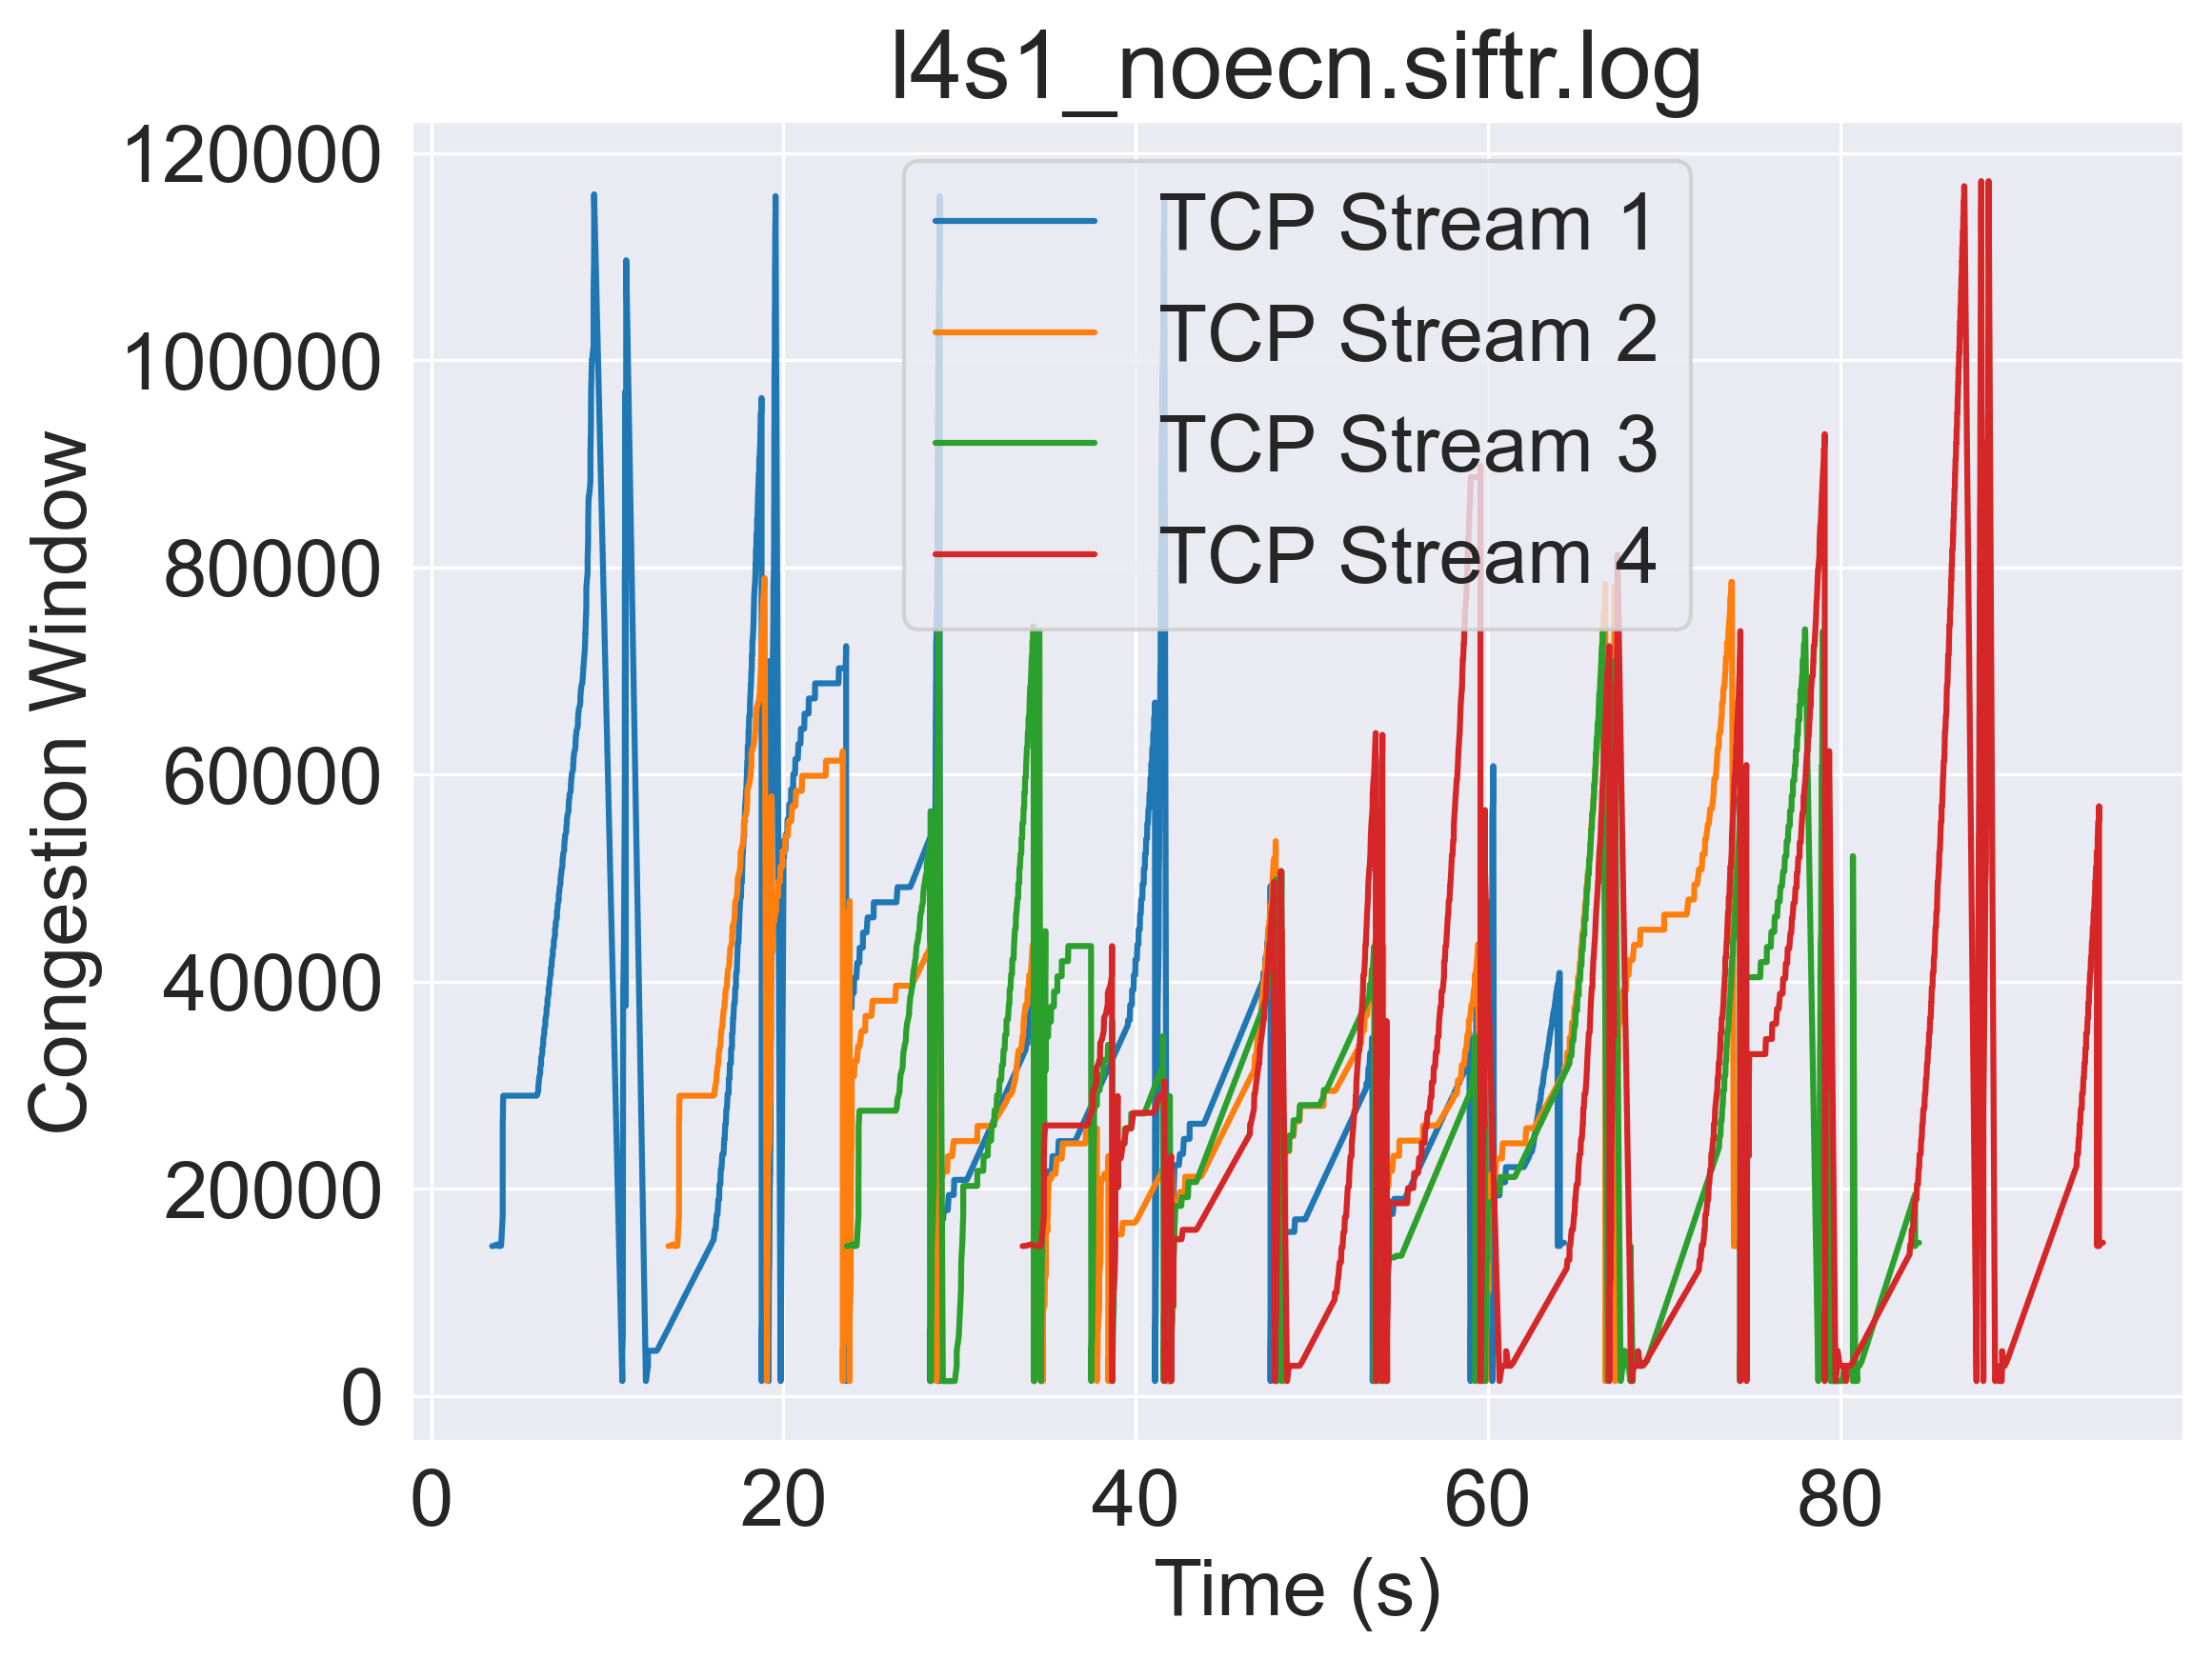 l4s1_noecn.siftr.log
120000
100000
80000
60000
40000
20000
0
Congestion Window
TCP Stream 1
TCP Stream 2
TCP Stream 3
TCP Stream 4
0 20 40 60 80
Time (s)